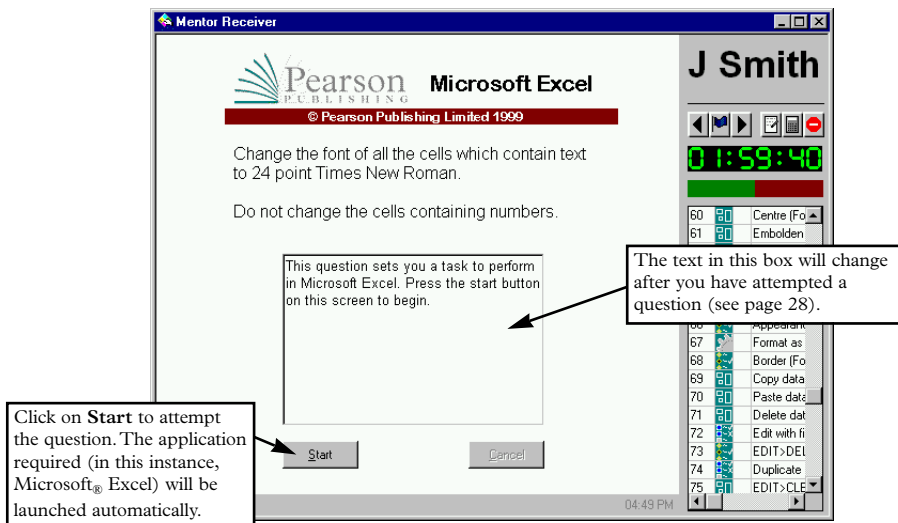 Mentor Receiver
Pearson
PUBLISHING
Microsoft Excel
© Pearson Publishing Limited 1999
Change the font of all the cells which contain text
to 24 point Times New Roman.
Do not change the cells containing numbers.
This question sets you a task to perform
in Microsoft Excel. Press the start button
on this screen to begin.
Start
Cancel
04:49 PM
J Smith
01:59:40
60 Centre (Fo
61 Embolden
67 Format as
68 Border (Fo
69 Copy data
70 Paste data
71 Delete dat
72 Edit with fi
73 EDIT>DEL
74 Duplicate
75 EDIT>CLE
The text in this box will change
after you have attempted a
question (see page 28).
Click on Start to attempt
the question. The application
required (in this instance,
Microsoft® Excel) will be
launched automatically.